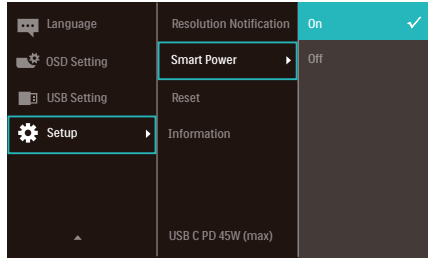 Language
OSD Setting
USB Setting
Setup
Resolution Notification
Smart Power
Reset
Information
USB C PD 45W (max)
On
Off